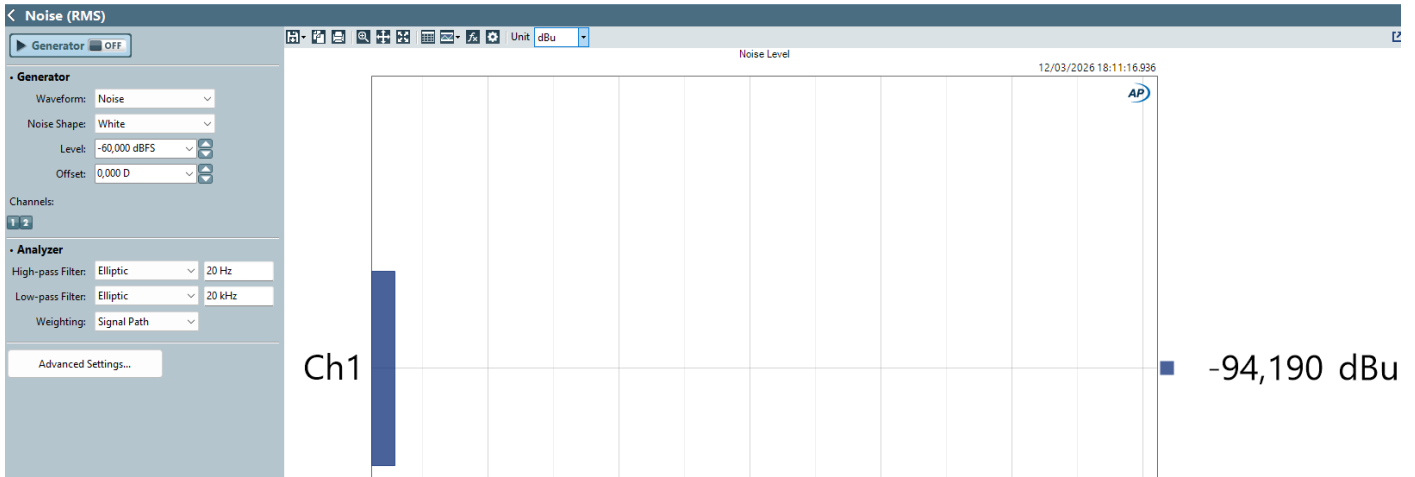 Noise (RMS)
Generator OFF
Unit dBu
Generator
Waveform: Noise
Noise Shape: White
Level: -60,000 dBFS
Offset: 0,000 D
Channels:
1 2
Analyzer
High-pass Filter: Elliptic 20 Hz
Low-pass Filter: Elliptic 20 kHz
Weighting: Signal Path
Advanced Settings...
Noise Level
12/03/2026 18:11:16.936
AP
Ch1
-94,190 dBu